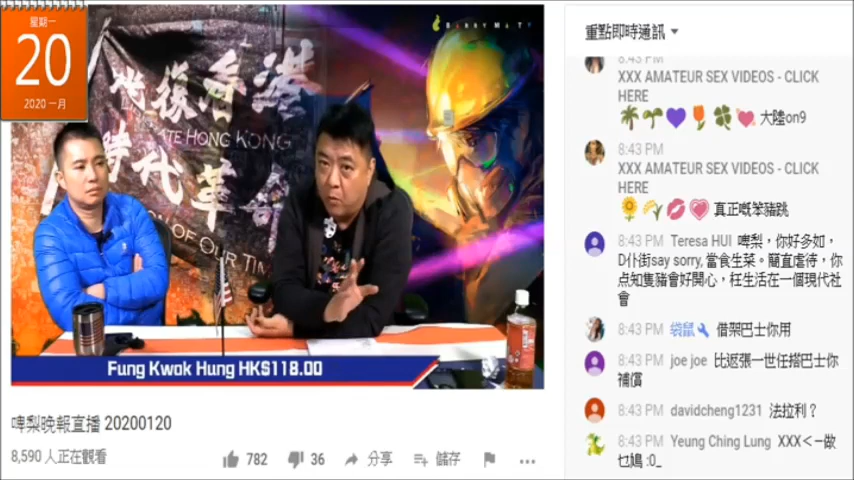 星期一
20
2020 一月
BARRY MA TV
光復香港
LIBERATE HONG KONG
時代革命
OF OUR TIM
Fung Kwok Hung HK$118.00
啤梨晚報直播 20200120
8,590 人正在觀看
782
36
分享
儲存
重點即時通訊
8:43 PM
XXX AMATEUR SEX VIDEOS - CLICK
HERE
🌴🌱💜🌷🍀💘 大陸on9
8:43 PM
XXX AMATEUR SEX VIDEOS - CLICK
HERE
🌻🌾💋💗 真正嘅笨豬跳
8:43 PM Teresa HUI 啤梨，你好多如，
D仆街say sorry, 當食生菜。簡直虐待，你
点知隻豬會好開心，枉生活在一個現代社
會
8:43 PM 袋鼠🔧 借架巴士你用
8:43 PM joe joe 比返張一世任搭巴士你
補償
8:43 PM davidcheng1231 法拉利？
8:43 PM Yeung Ching Lung XXX<–做
乜鳩 :0_